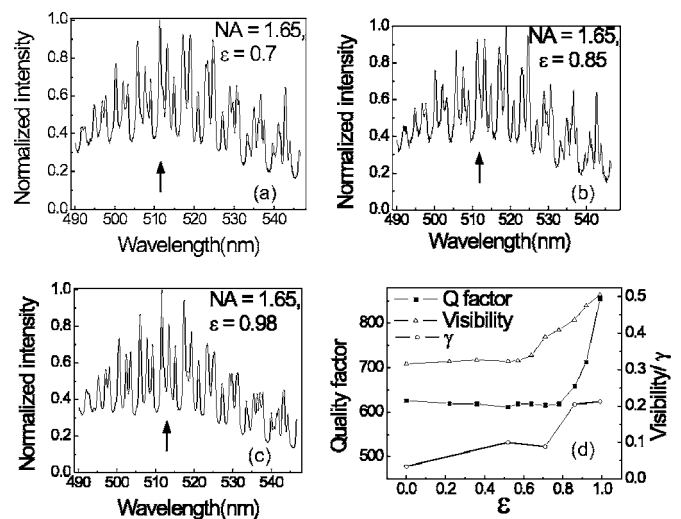 NA = 1.65,
ε = 0.7
Normalized intensity
1.0
0.8
0.6
0.4
0.2
0.0
490 500 510 520 530 540
Wavelength(nm)
(a)
NA = 1.65,
ε = 0.85
Normalized intensity
1.0
0.8
0.6
0.4
0.2
0.0
490 500 510 520 530 540
Wavelength(nm)
(b)
NA = 1.65,
ε = 0.98
Normalized intensity
1.0
0.8
0.6
0.4
0.2
0.0
490 500 510 520 530 540
Wavelength(nm)
(c)
Q factor
Visibility
γ
Quality factor
850
800
750
700
650
600
550
500
0.5
0.4
0.3
0.2
0.1
0.0
Visibility/ γ
0.0 0.2 0.4 0.6 0.8 1.0
ε
(d)